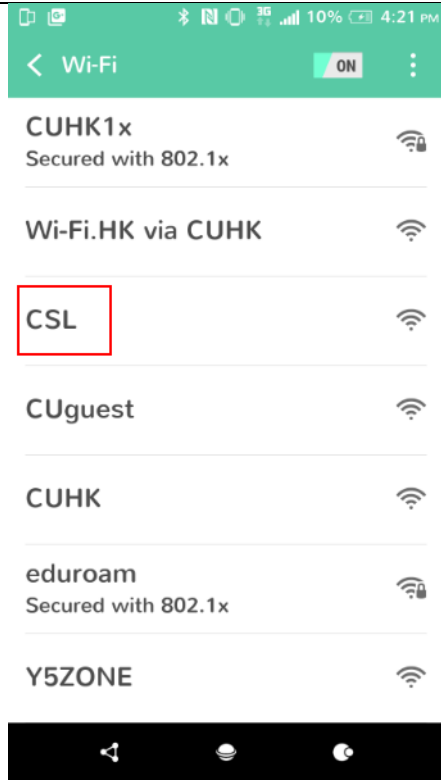 3G 10% 4:21 PM
Wi-Fi ON
CUHK1x
Secured with 802.1x
Wi-Fi.HK via CUHK
CSL
CUguest
CUHK
eduroam
Secured with 802.1x
Y5ZONE